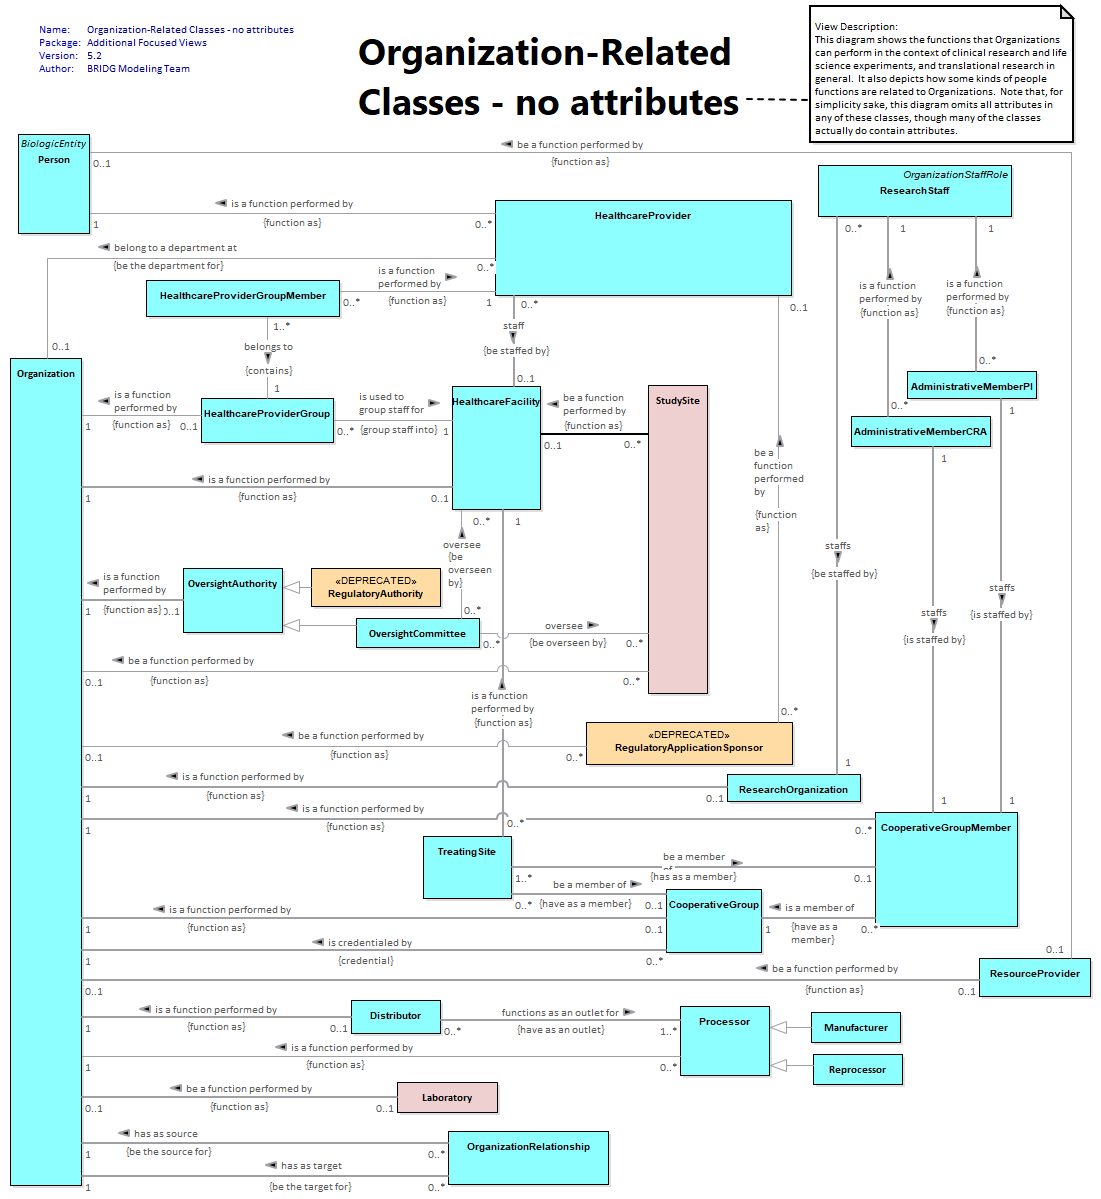 Name: Organization-Related Classes - no attributes
Package: Additional Focused Views
Version: 5.2
Author: BRIDG Modeling Team
Organization-Related
Classes - no attributes
View Description:
This diagram shows the functions that Organizations
can perform in the context of clinical research and life
science experiments, and translational research in
general. It also depicts how some kinds of people
functions are related to Organizations. Note that, for
simplicity sake, this diagram omits all attributes in
any of these classes, though many of the classes
actually do contain attributes.
BiologicEntity
Person
be a function performed by
0..1
{function as}
OrganizationStaffRole
ResearchStaff
is a function performed by
HealthcareProvider
1
{function as}
0..*
0..*
1
1
belong to a department at
{be the department for}
0..*
is a function
performed by
{function as}
HealthcareProviderGroupMember
0..*
1
0..*
0..1
is a function
performed by
{function as}
is a function
performed by
{function as}
1..*
staff
{be staffed by}
0..1
belongs to
{contains}
1
0..1
0..*
Organization
AdministrativeMemberPI
is a function
performed by
{function as}
1
0..1
HealthcareProviderGroup
is used to
group staff for
{group staff into}
0..*
1
HealthcareFacility
be a function
performed by
{function as}
0..1
0..*
StudySite
0..*
1
AdministrativeMemberCRA
1
is a function performed by
1
{function as}
0..1
be a
function
performed
by
{function
as}
0..*
1
oversee
{be
overseen
by}
0..*
staffs
{be staffed by}
is a function
performed by
1
{function as}
0..1
OversightAuthority
«DEPRECATED»
RegulatoryAuthority
OversightCommittee
0..*
oversee
{be overseen by}
0..*
staffs
{is staffed by}
staffs
{is staffed by}
be a function performed by
0..1
{function as}
0..*
is a function
performed by
{function as}
0..*
be a function performed by
0..1
{function as}
0..*
«DEPRECATED»
RegulatoryApplicationSponsor
1
is a function performed by
1
{function as}
0..1
ResearchOrganization
1
1
is a function performed by
1
{function as}
0..*
0..*
CooperativeGroupMember
TreatingSite
be a member
of
1..*
{has as a member}
0..1
be a member of
0..*
{have as a member}
0..1
CooperativeGroup
is a function performed by
1
{function as}
0..1
is a member of
1
{have as a
member}
0..*
is credentialed by
1
{credential}
0..*
0..1
be a function performed by
0..1
{function as}
0..1
ResourceProvider
is a function performed by
1
{function as}
0..1
Distributor
functions as an outlet for
0..*
{have as an outlet}
1..*
Processor
Manufacturer
is a function performed by
1
{function as}
0..*
Reprocessor
be a function performed by
0..1
{function as}
0..1
Laboratory
has as source
1
{be the source for}
0..*
OrganizationRelationship
has as target
1
{be the target for}
0..*